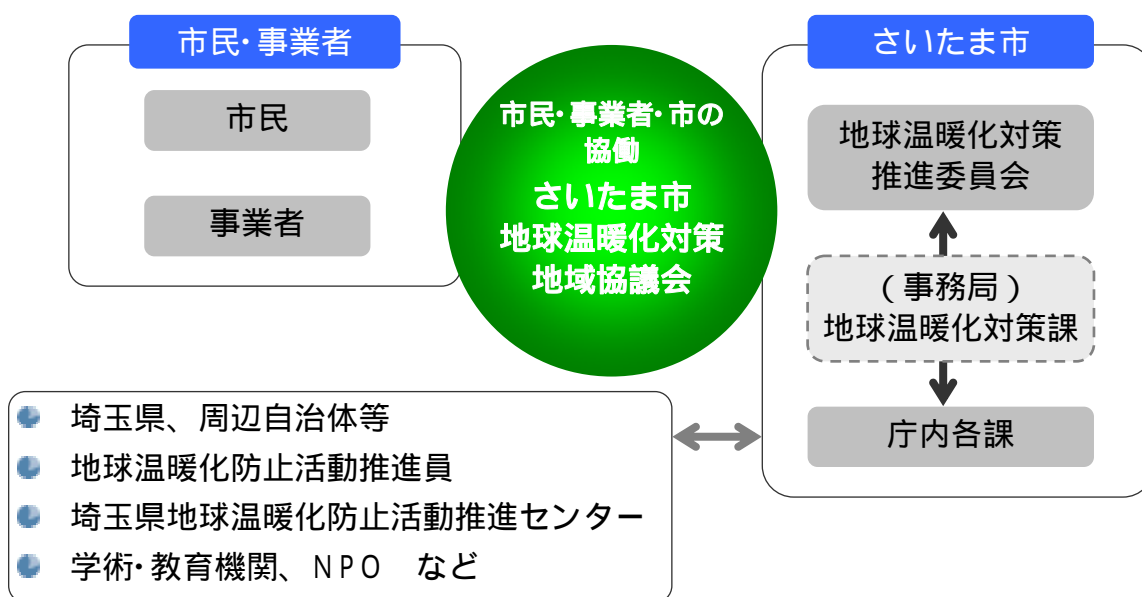 市民・事業者
市民
事業者
市民・事業者・市の
協働
さいたま市
地球温暖化対策
地域協議会
さいたま市
地球温暖化対策
推進委員会
(事務局)
地球温暖化対策課
庁内各課
埼玉県、周辺自治体等
地球温暖化防止活動推進員
埼玉県地球温暖化防止活動推進センター
学術・教育機関、NPO など